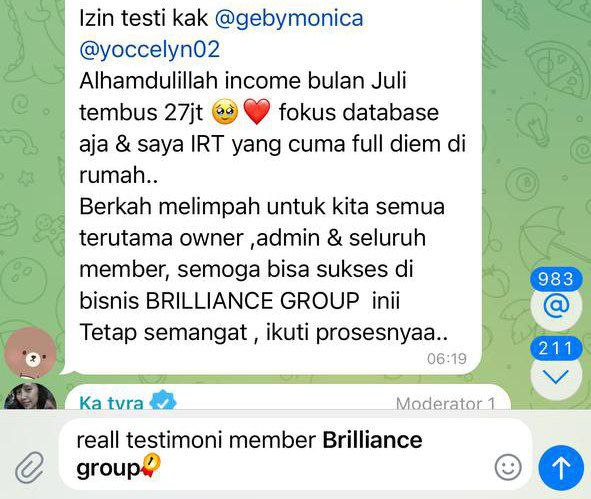 Izin testi kak @gebymonica
@yoccelyn02
Alhamdulillah income bulan Juli
tembus 27jt 🥹❤️ fokus database
aja & saya IRT yang cuma full diem di
rumah..
Berkah melimpah untuk kita semua
terutama owner ,admin & seluruh
member, semoga bisa sukses di
bisnis BRILLIANCE GROUP  inii
Tetap semangat , ikuti prosesnyaa..
06:19
983
@
211
Ka tyra
Moderator 1
reall testimoni member Brilliance
group